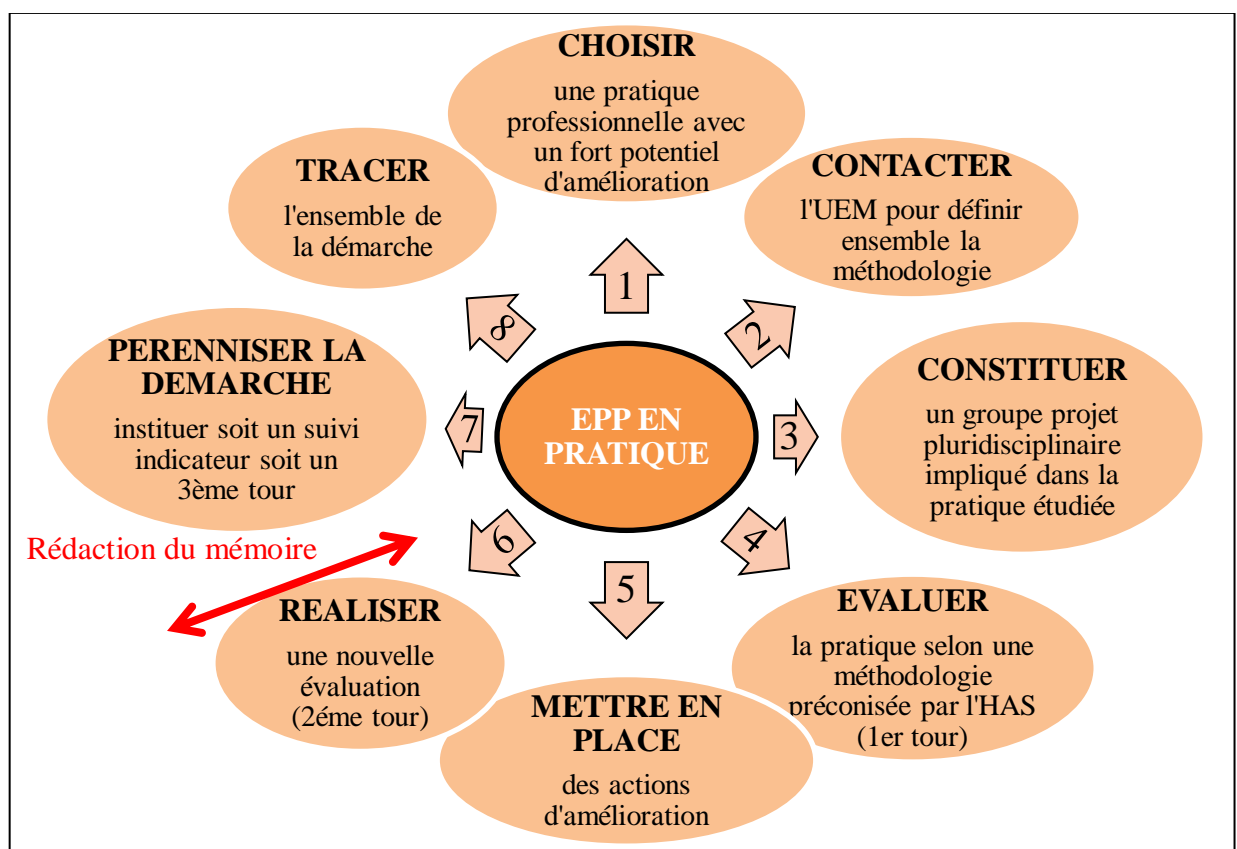 CHOISIR
une pratique
professionnelle avec
un fort potentiel
d'amélioration
CONTACTER
l'UEM pour définir
ensemble la
méthodologie
CONSTITUER
un groupe projet
pluridisciplinaire
impliqué dans la
pratique étudiée
EVALUER
la pratique selon une
méthodologie
préconisée par l'HAS
(1er tour)
METTRE EN
PLACE
des actions
d'amélioration
REALISER
une nouvelle
évaluation
(2éme tour)
Rédaction du mémoire
PERENNISER LA
DEMARCHE
instituer soit un suivi
indicateur soit un
3ème tour
TRACER
l'ensemble de
la démarche
EPP EN
PRATIQUE
1
2
3
4
5
6
7
8